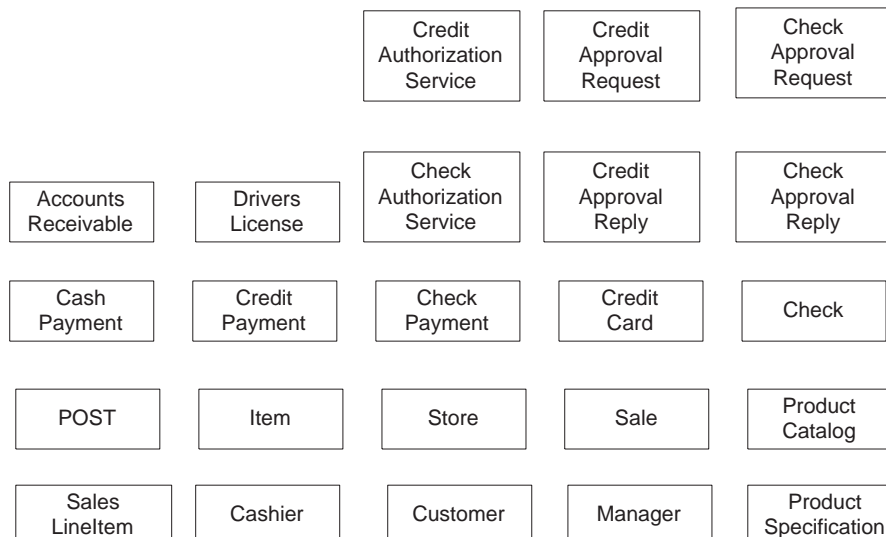 Credit
Authorization
Service
Credit
Approval
Request
Check
Approval
Request
Accounts
Receivable
Drivers
License
Check
Authorization
Service
Credit
Approval
Reply
Check
Approval
Reply
Cash
Payment
Credit
Payment
Check
Payment
Credit
Card
Check
POST
Item
Store
Sale
Product
Catalog
Sales
LineItem
Cashier
Customer
Manager
Product
Specification